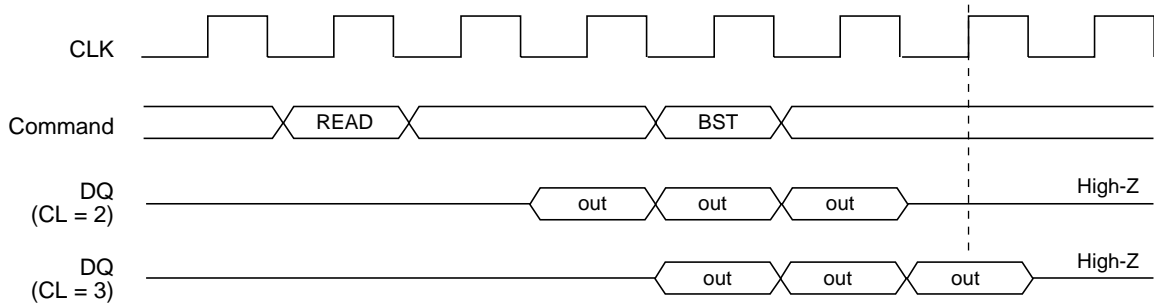 CLK
Command READ BST
DQ
(CL = 2) out out out High-Z
DQ
(CL = 3) out out out High-Z